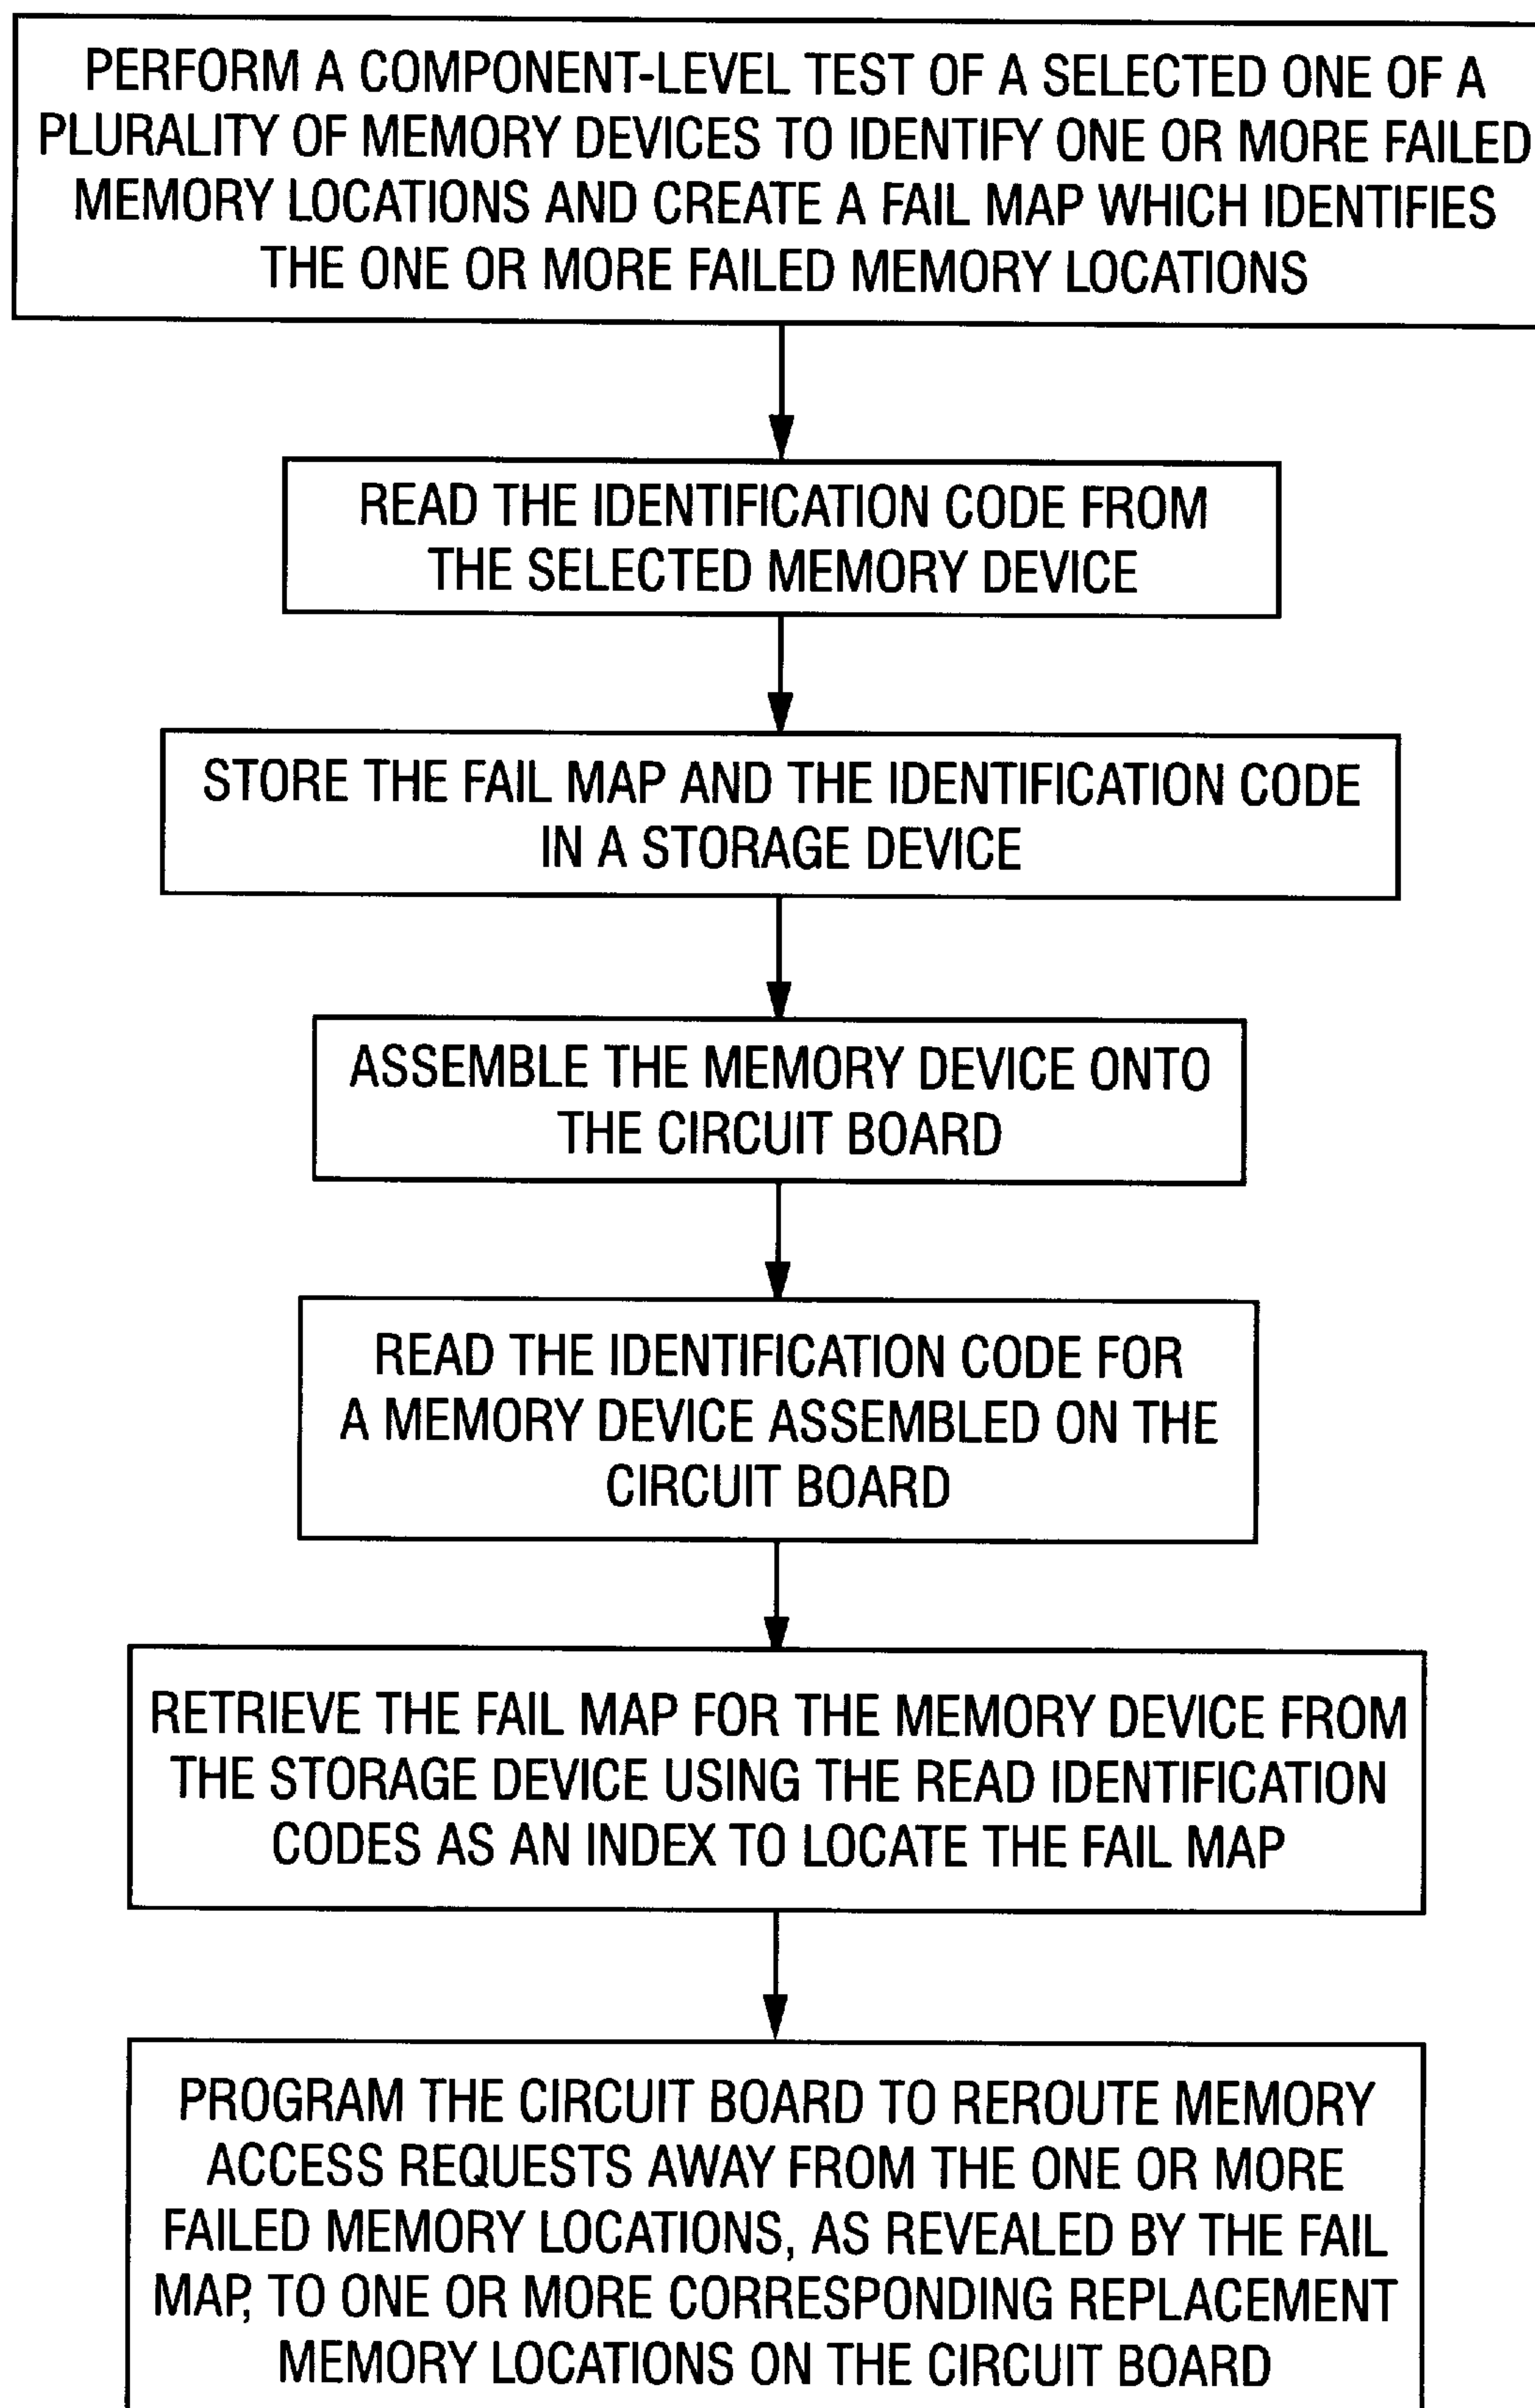 PERFORM A COMPONENT-LEVEL TEST OF A SELECTED ONE OF A
PLURALITY OF MEMORY DEVICES TO IDENTIFY ONE OR MORE FAILED
MEMORY LOCATIONS AND CREATE A FAIL MAP WHICH IDENTIFIES
THE ONE OR MORE FAILED MEMORY LOCATIONS
READ THE IDENTIFICATION CODE FROM
THE SELECTED MEMORY DEVICE
STORE THE FAIL MAP AND THE IDENTIFICATION CODE
IN A STORAGE DEVICE
ASSEMBLE THE MEMORY DEVICE ONTO
THE CIRCUIT BOARD
READ THE IDENTIFICATION CODE FOR
A MEMORY DEVICE ASSEMBLED ON THE
CIRCUIT BOARD
RETRIEVE THE FAIL MAP FOR THE MEMORY DEVICE FROM
THE STORAGE DEVICE USING THE READ IDENTIFICATION
CODES AS AN INDEX TO LOCATE THE FAIL MAP
PROGRAM THE CIRCUIT BOARD TO REROUTE MEMORY
ACCESS REQUESTS AWAY FROM THE ONE OR MORE
FAILED MEMORY LOCATIONS, AS REVEALED BY THE FAIL
MAP, TO ONE OR MORE CORRESPONDING REPLACEMENT
MEMORY LOCATIONS ON THE CIRCUIT BOARD